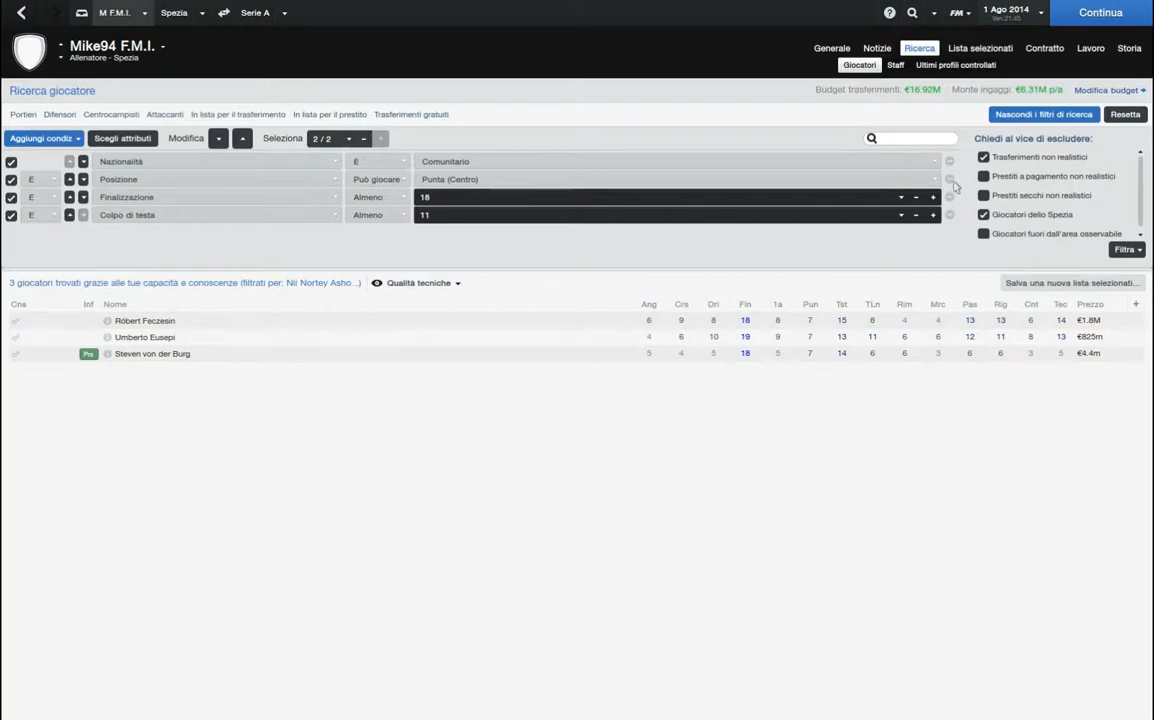 M F.M.I. Spezia Serie A FM 1 Ago 2014 Ven 21:45 Continua
Mike94 F.M.I.
Allenatore - Spezia
Generale Notizie Ricerca Lista selezionati Contratto Lavoro Storia
Giocatori Staff Ultimi profili controllati
Ricerca giocatore Budget trasferimenti: €16.92M Monte ingaggi: €6.31M p/a Modifica budget
Portieri Difensori Centrocampisti Attaccanti In lista per il trasferimento In lista per il prestito Trasferimenti gratuiti Nascondi i filtri di ricerca Resetta
Aggiungi condiz Scegli attributi Modifica Seleziona 2 / 2 Chiedi al vice di escludere:
Nazionalità È Comunitario Trasferimenti non realistici
E Posizione Può giocare Punta (Centro) Prestiti a pagamento non realistici
E Finalizzazione Almeno 18 Prestiti secchi non realistici
E Colpo di testa Almeno 11 Giocatori dello Spezia
Giocatori fuori dall'area osservabile
Filtra
3 giocatori trovati grazie alle tue capacità e conoscenze (filtrati per: Nii Nortey Asho...) Qualità tecniche Salva una nuova lista selezionati...
Cns Inf Nome Ang Crs Dri Fin 1a Pun Tst TLn Rim Mrc Pas Rig Cnt Tec Prezzo +
Róbert Feczesin 6 9 8 18 8 7 15 8 4 4 13 13 6 14 €1.8M
Umberto Eusepi 4 6 10 19 9 7 13 11 6 6 12 11 8 13 €825m
Prs Steven von der Burg 5 4 5 18 5 7 14 6 6 3 6 6 3 5 €4.4m